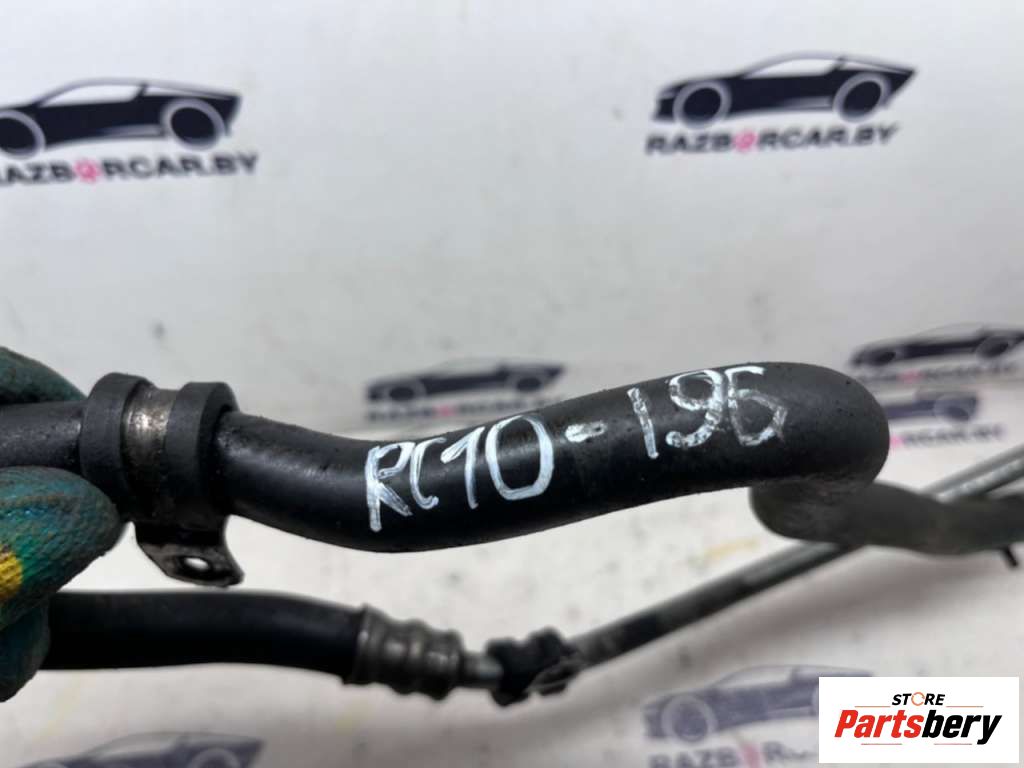 RAZBORCAR.BY
RAZBORCAR.BY
RC10-196
STORE
Partsbery